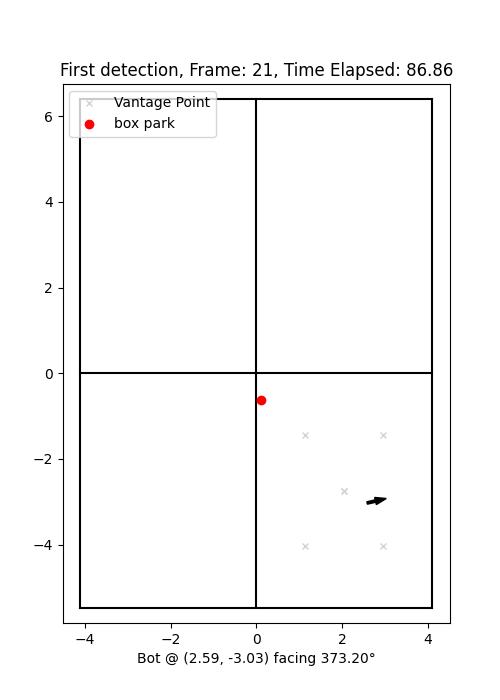 First detection, Frame: 21, Time Elapsed: 86.86
Vantage Point
box park
6
4
2
0
−2
−4
−4
−2
0
2
4
Bot @ (2.59, -3.03) facing 373.20°